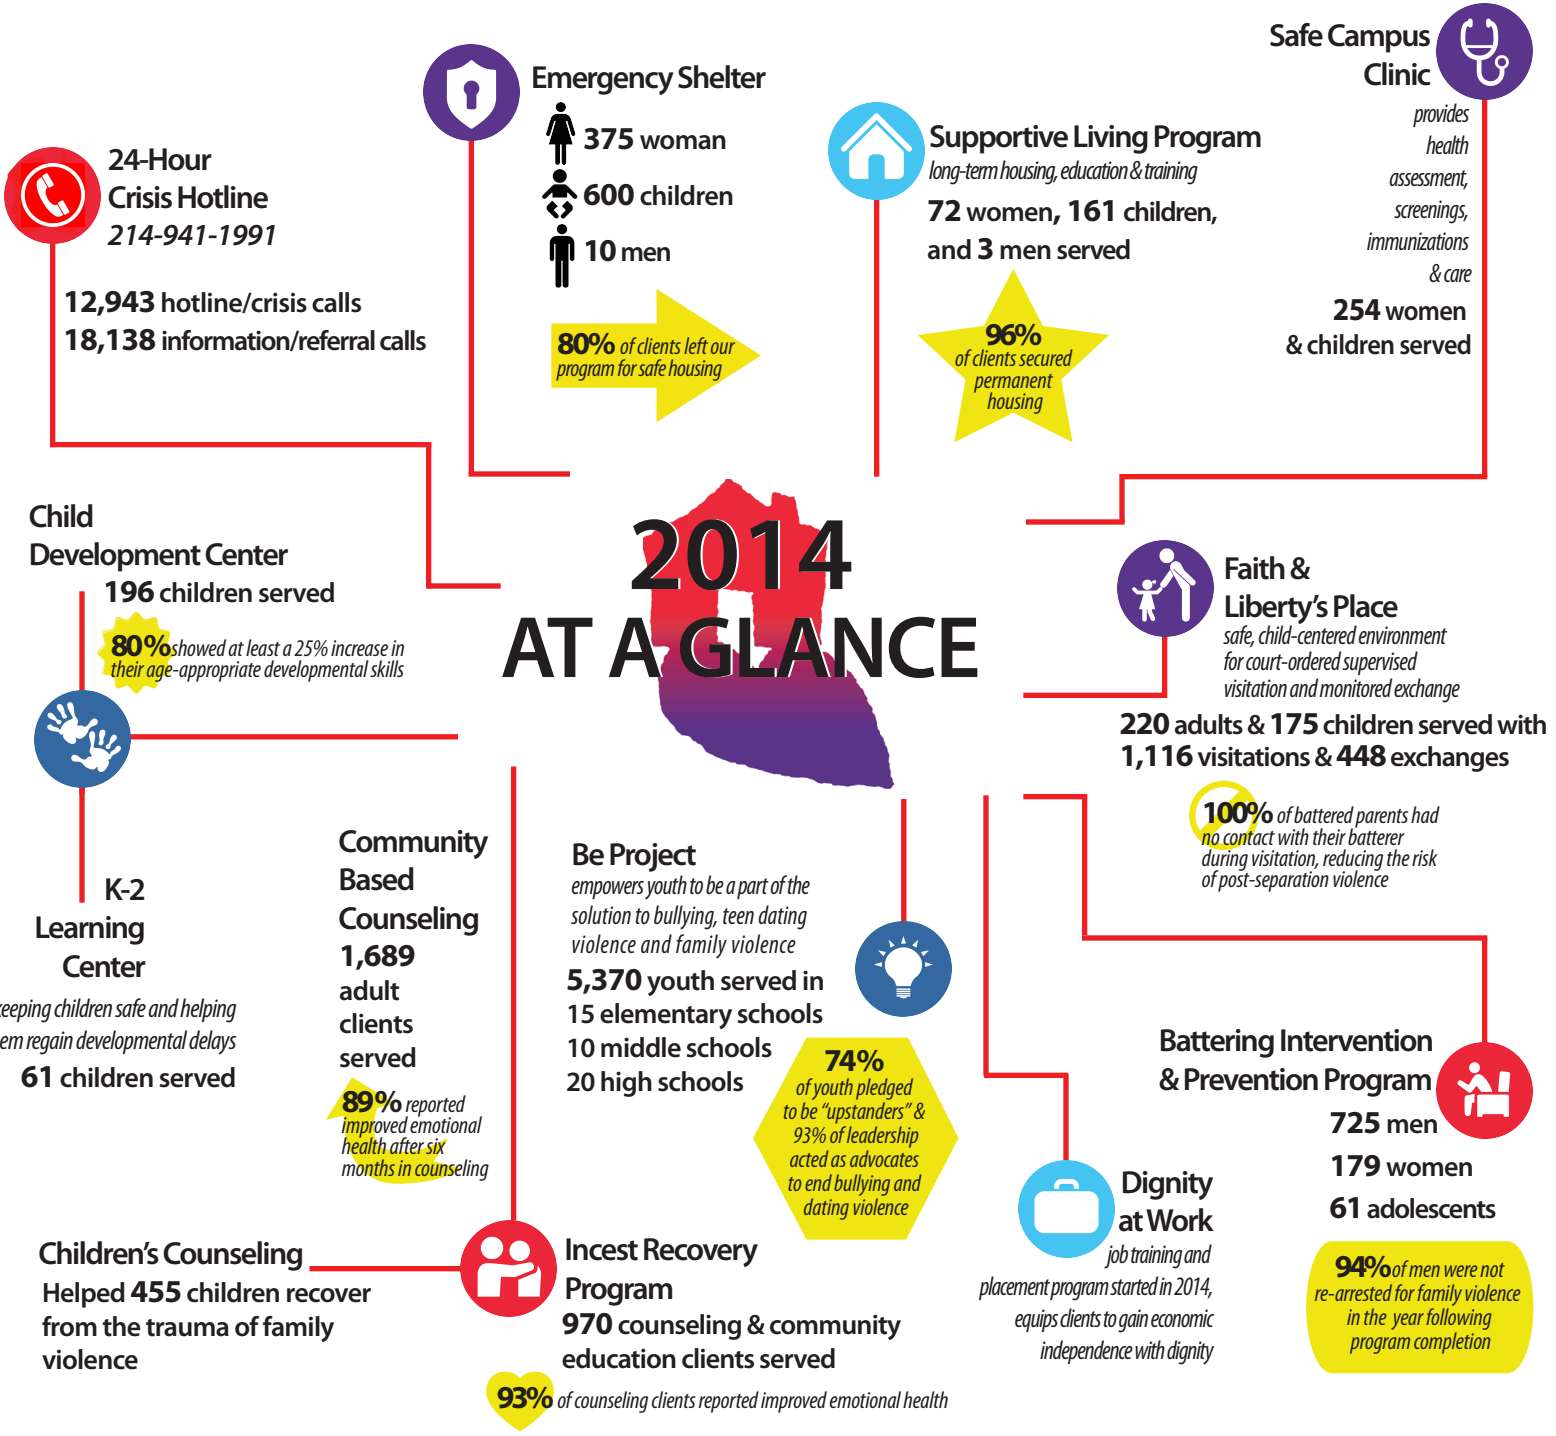 24-Hour
Crisis Hotline
214-941-1991
12,943 hotline/crisis calls
18,138 information/referral calls
Emergency Shelter
375 woman
600 children
10 men
80% of clients left our
program for safe housing
Supportive Living Program
long-term housing, education & training
72 women, 161 children,
and 3 men served
96%
of clients secured
permanent
housing
Safe Campus
Clinic
provides
health
assessment,
screenings,
immunizations
& care
254 women
& children served
2014
AT A GLANCE
Child
Development Center
196 children served
80% showed at least a 25% increase in
their age-appropriate developmental skills
Faith &
Liberty's Place
safe, child-centered environment
for court-ordered supervised
visitation and monitored exchange
220 adults & 175 children served with
1,116 visitations & 448 exchanges
100% of battered parents had
no contact with their batterer
during visitation, reducing the risk
of post-separation violence
K-2
Learning
Center
keeping children safe and helping
em regain developmental delays
61 children served
Community
Based
Counseling
1,689
adult
clients
served
89% reported
improved emotional
health after six
months in counseling
Be Project
empowers youth to be a part of the
solution to bullying, teen dating
violence and family violence
5,370 youth served in
15 elementary schools
10 middle schools
20 high schools
74%
of youth pledged
to be “upstanders” &
93% of leadership
acted as advocates
to end bullying and
dating violence
Dignity
at Work
job training and
placement program started in 2014,
equips clients to gain economic
independence with dignity
Battering Intervention
& Prevention Program
725 men
179 women
61 adolescents
94% of men were not
re-arrested for family violence
in the year following
program completion
Children's Counseling
Helped 455 children recover
from the trauma of family
violence
Incest Recovery
Program
970 counseling & community
education clients served
93% of counseling clients reported improved emotional health